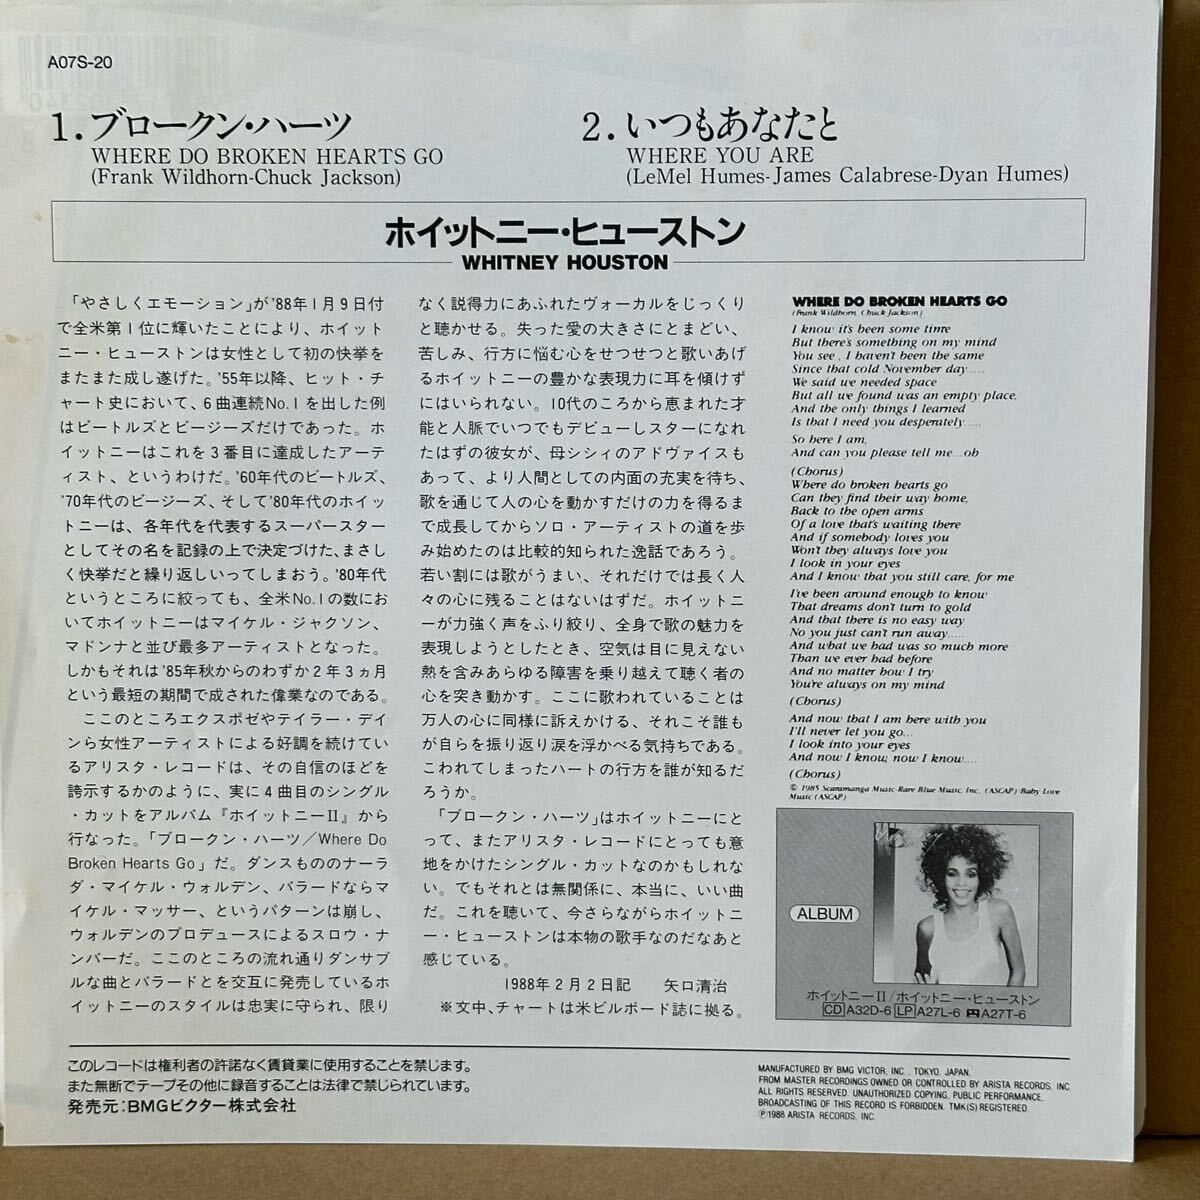 A07S-20
1.ブロークン・ハーツ
WHERE DO BROKEN HEARTS GO
(Frank Wildhorn-Chuck Jackson)
2.いつもあなたと
WHERE YOU ARE
(LeMel Humes-James Calabrese-Dyan Humes)
ホイットニー・ヒューストン
WHITNEY HOUSTON
「やさしくエモーション」が'88年1月9日付
で全米第1位に輝いたことにより、ホイット
ニー・ヒューストンは女性として初の快挙を
またまた成し遂げた。'55年以降、ヒット・チ
ャート史において、6曲連続No.1を出した例
はビートルズとビージーズだけであった。ホ
イットニーはこれを3番目に達成したアーテ
ィスト、というわけだ。'60年代のビートルズ、
'70年代のビージーズ、そして'80年代のホイッ
トニーは、各年代を代表するスーパースター
としてその名を記録の上で決定づけた、まさし
く快挙だと繰り返しいってしまおう。'80年代
というところに絞っても、全米No.1の数にお
いてホイットニーはマイケル・ジャクソン、
マドンナと並び最多アーティストとなった。
しかもそれは'85年秋からのわずか2年3ヵ月
という最短の期間で成された偉業なのである。
ここのところエクスポゼやテイラー・デイ
ンら女性アーティストによる好調を続けてい
るアリスタ・レコードは、その自信のほどを
誇示するかのように、実に4曲目のシングル
・カットをアルバム『ホイットニーII』から
行なった。「ブロークン・ハーツ／Where Do
Broken Hearts Go」だ。ダンスもののナーラ
ダ・マイケル・ウォルデン、バラードならマ
イケル・マッサー、というパターンは崩し、
ウォルデンのプロデュースによるスロウ・ナ
ンバーだ。ここのところの流れ通りダンサブ
ルな曲とバラードとを交互に発売しているホ
イットニーのスタイルは忠実に守られ、限り
なく説得力にあふれたヴォーカルをじっくり
と聴かせる。失った愛の大きさにとまどい、
苦しみ、行方に悩む心をせつせつと歌いあげ
るホイットニーの豊かな表現力に耳を傾けず
にはいられない。10代のころから恵まれた才
能と人脈でいつでもデビューしスターになれ
たはずの彼女が、母シシィのアドヴァイスも
あって、より人間としての内面の充実を待ち、
歌を通じて人の心を動かすだけの力を得るま
で成長してからソロ・アーティストの道を歩
み始めたのは比較的知られた逸話であろう。
若い割には歌がうまい、それだけでは長く人
々の心に残ることはないはずだ。ホイットニ
ーが力強く声をふり絞り、全身で歌の魅力を
表現しようとしたとき、空気は目に見えない
熱を含みあらゆる障害を乗り越えて聴く者の
心を突き動かす。ここに歌われていることは
万人の心に同様に訴えかける、それこそ誰も
が自らを振り返り涙を浮かべる気持ちである。
こわれてしまったハートの行方を誰が知るだ
ろうか。
「ブロークン・ハーツ」はホイットニーにと
って、またアリスタ・レコードにとっても意
地をかけたシングル・カットなのかもしれな
い。でもそれとは無関係に、本当に、いい曲
だ。これを聴いて、今さらながらホイットニ
ー・ヒューストンは本物の歌手なのだなあと
感じている。
1988年2月2日記　矢口清治
※文中、チャートは米ビルボード誌に拠る。
WHERE DO BROKEN HEARTS GO
(Frank Wildhorn, Chuck Jackson)
I know it's been some time
But there's something on my mind
You see, I haven't been the same
Since that cold November day.....
We said we needed space
But all we found was an empty place,
And the only things I learned
Is that I need you desperately.....
So here I am,
And can you please tell me...oh
(Chorus)
Where do broken hearts go
Can they find their way home,
Back to the open arms
Of a love that's waiting there
And if somebody loves you
Won't they always love you
I look in your eyes
And I know that you still care, for me
I've been around enough to know
That dreams don't turn to gold
And that there is no easy way
No you just can't run away.....
And what we had was so much more
Than we ever had before
And no matter how I try
You're always on my mind
(Chorus)
And now that I am here with you
I'll never let you go...
I look into your eyes
And now I know, now I know....
(Chorus)
© 1985 Scaramanga Music-Rare Blue Music, Inc. (ASCAP)/Baby Love
Music (ASCAP)
ALBUM
ホイットニーII/ホイットニー・ヒューストン
CD A32D-6 LP A27L-6 A27T-6
このレコードは権利者の許諾なく賃貸業に使用することを禁じます。
また無断でテープその他に録音することは法律で禁じられています。
発売元：BMGビクター株式会社
MANUFACTURED BY BMG VICTOR, INC., TOKYO, JAPAN.
FROM MASTER RECORDINGS OWNED OR CONTROLLED BY ARISTA RECORDS, INC.
ALL RIGHTS RESERVED. UNAUTHORIZED COPYING, PUBLIC PERFORMANCE,
BROADCASTING OF THIS RECORD IS FORBIDDEN. TMK(S) REGISTERED.
Ⓟ1988 ARISTA RECORDS, INC.